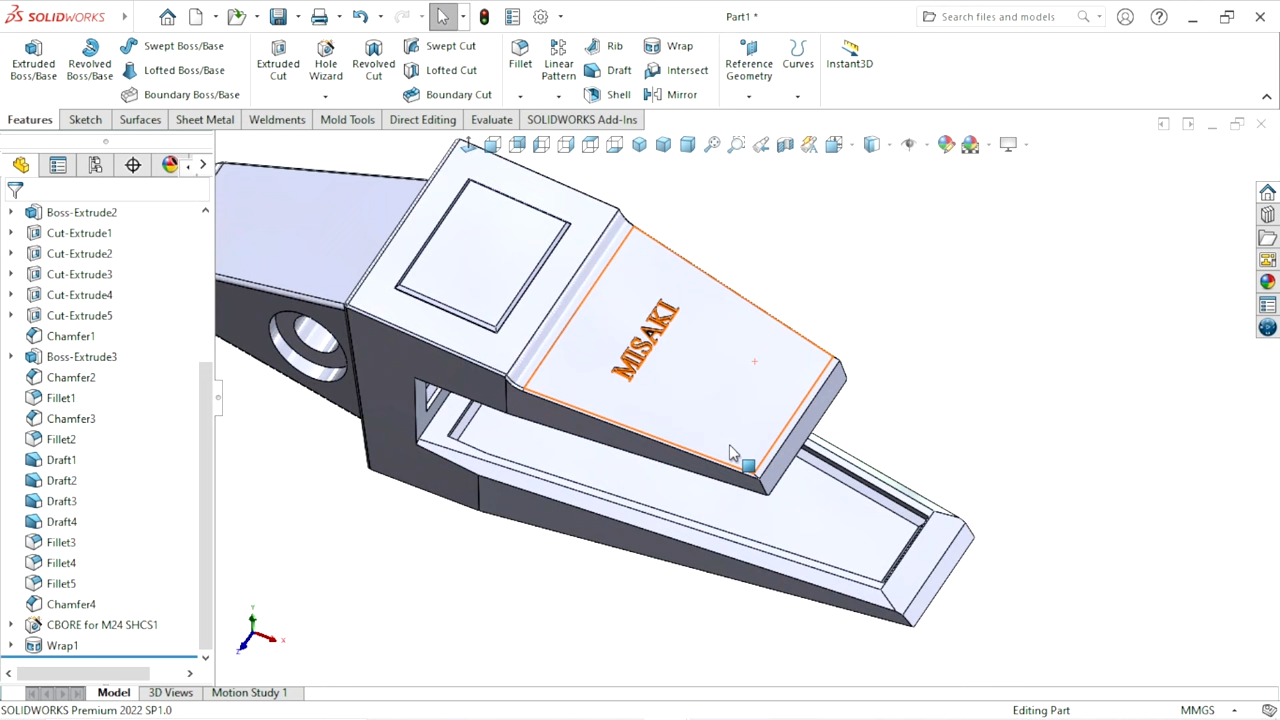 SOLIDWORKS
Part1 *
Search files and models
Extruded Boss/Base
Revolved Boss/Base
Swept Boss/Base
Lofted Boss/Base
Boundary Boss/Base
Extruded Cut
Hole Wizard
Revolved Cut
Swept Cut
Lofted Cut
Boundary Cut
Fillet
Linear Pattern
Rib
Draft
Shell
Wrap
Intersect
Mirror
Reference Geometry
Curves
Instant3D
Features
Sketch
Surfaces
Sheet Metal
Weldments
Mold Tools
Direct Editing
Evaluate
SOLIDWORKS Add-Ins
Boss-Extrude2
Cut-Extrude1
Cut-Extrude2
Cut-Extrude3
Cut-Extrude4
Cut-Extrude5
Chamfer1
Boss-Extrude3
Chamfer2
Fillet1
Chamfer3
Fillet2
Draft1
Draft2
Draft3
Draft4
Fillet3
Fillet4
Fillet5
Chamfer4
CBORE for M24 SHCS1
Wrap1
MISAKI
Y
X
Z
Model
3D Views
Motion Study 1
SOLIDWORKS Premium 2022 SP1.0
Editing Part
MMGS